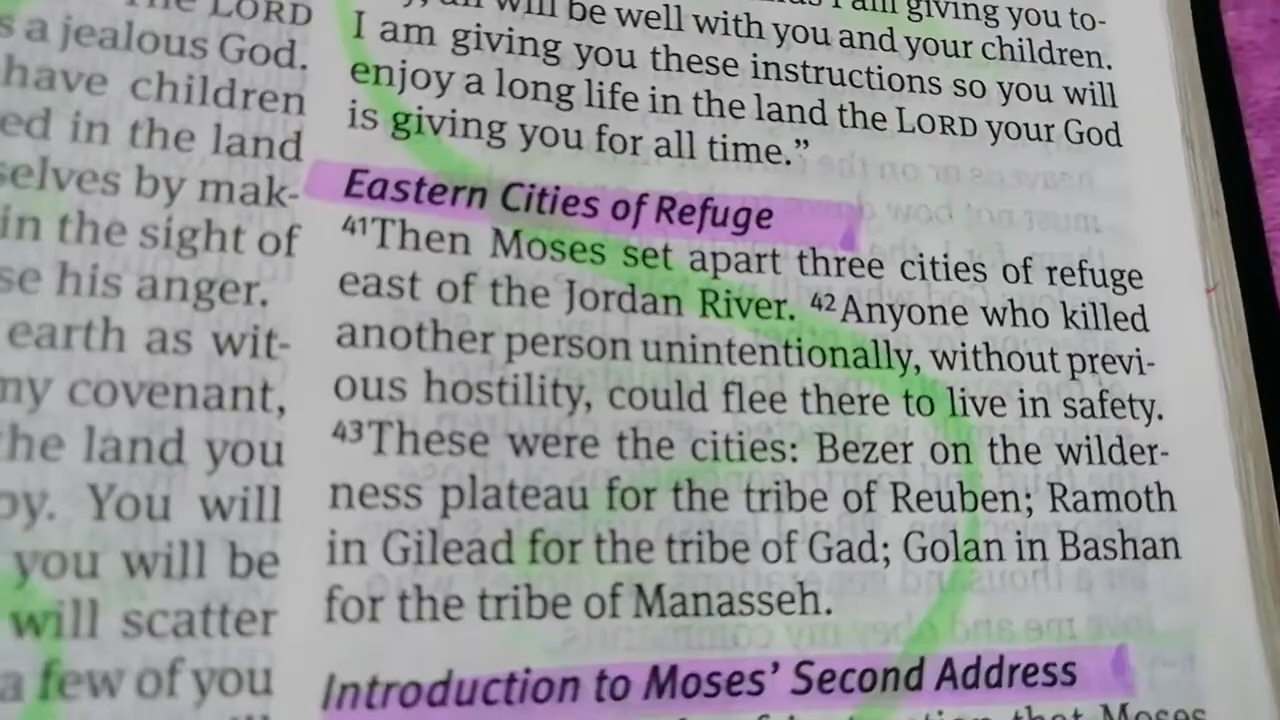 LORD
s a jealous God.
have children
ed in the land
selves by mak-
in the sight of
se his anger.
earth as wit-
my covenant,
he land you
You will
you will be
will scatter
a few of you
will be well with you and your children.
I am giving you these instructions so you will
enjoy a long life in the land the LORD your God
is giving you for all time.”
Eastern Cities of Refuge
41Then Moses set apart three cities of refuge
east of the Jordan River. 42Anyone who killed
another person unintentionally, without previ-
ous hostility, could flee there to live in safety.
43These were the cities: Bezer on the wilder-
ness plateau for the tribe of Reuben; Ramoth
in Gilead for the tribe of Gad; Golan in Bashan
for the tribe of Manasseh.
Introduction to Moses’ Second Address
that Moses